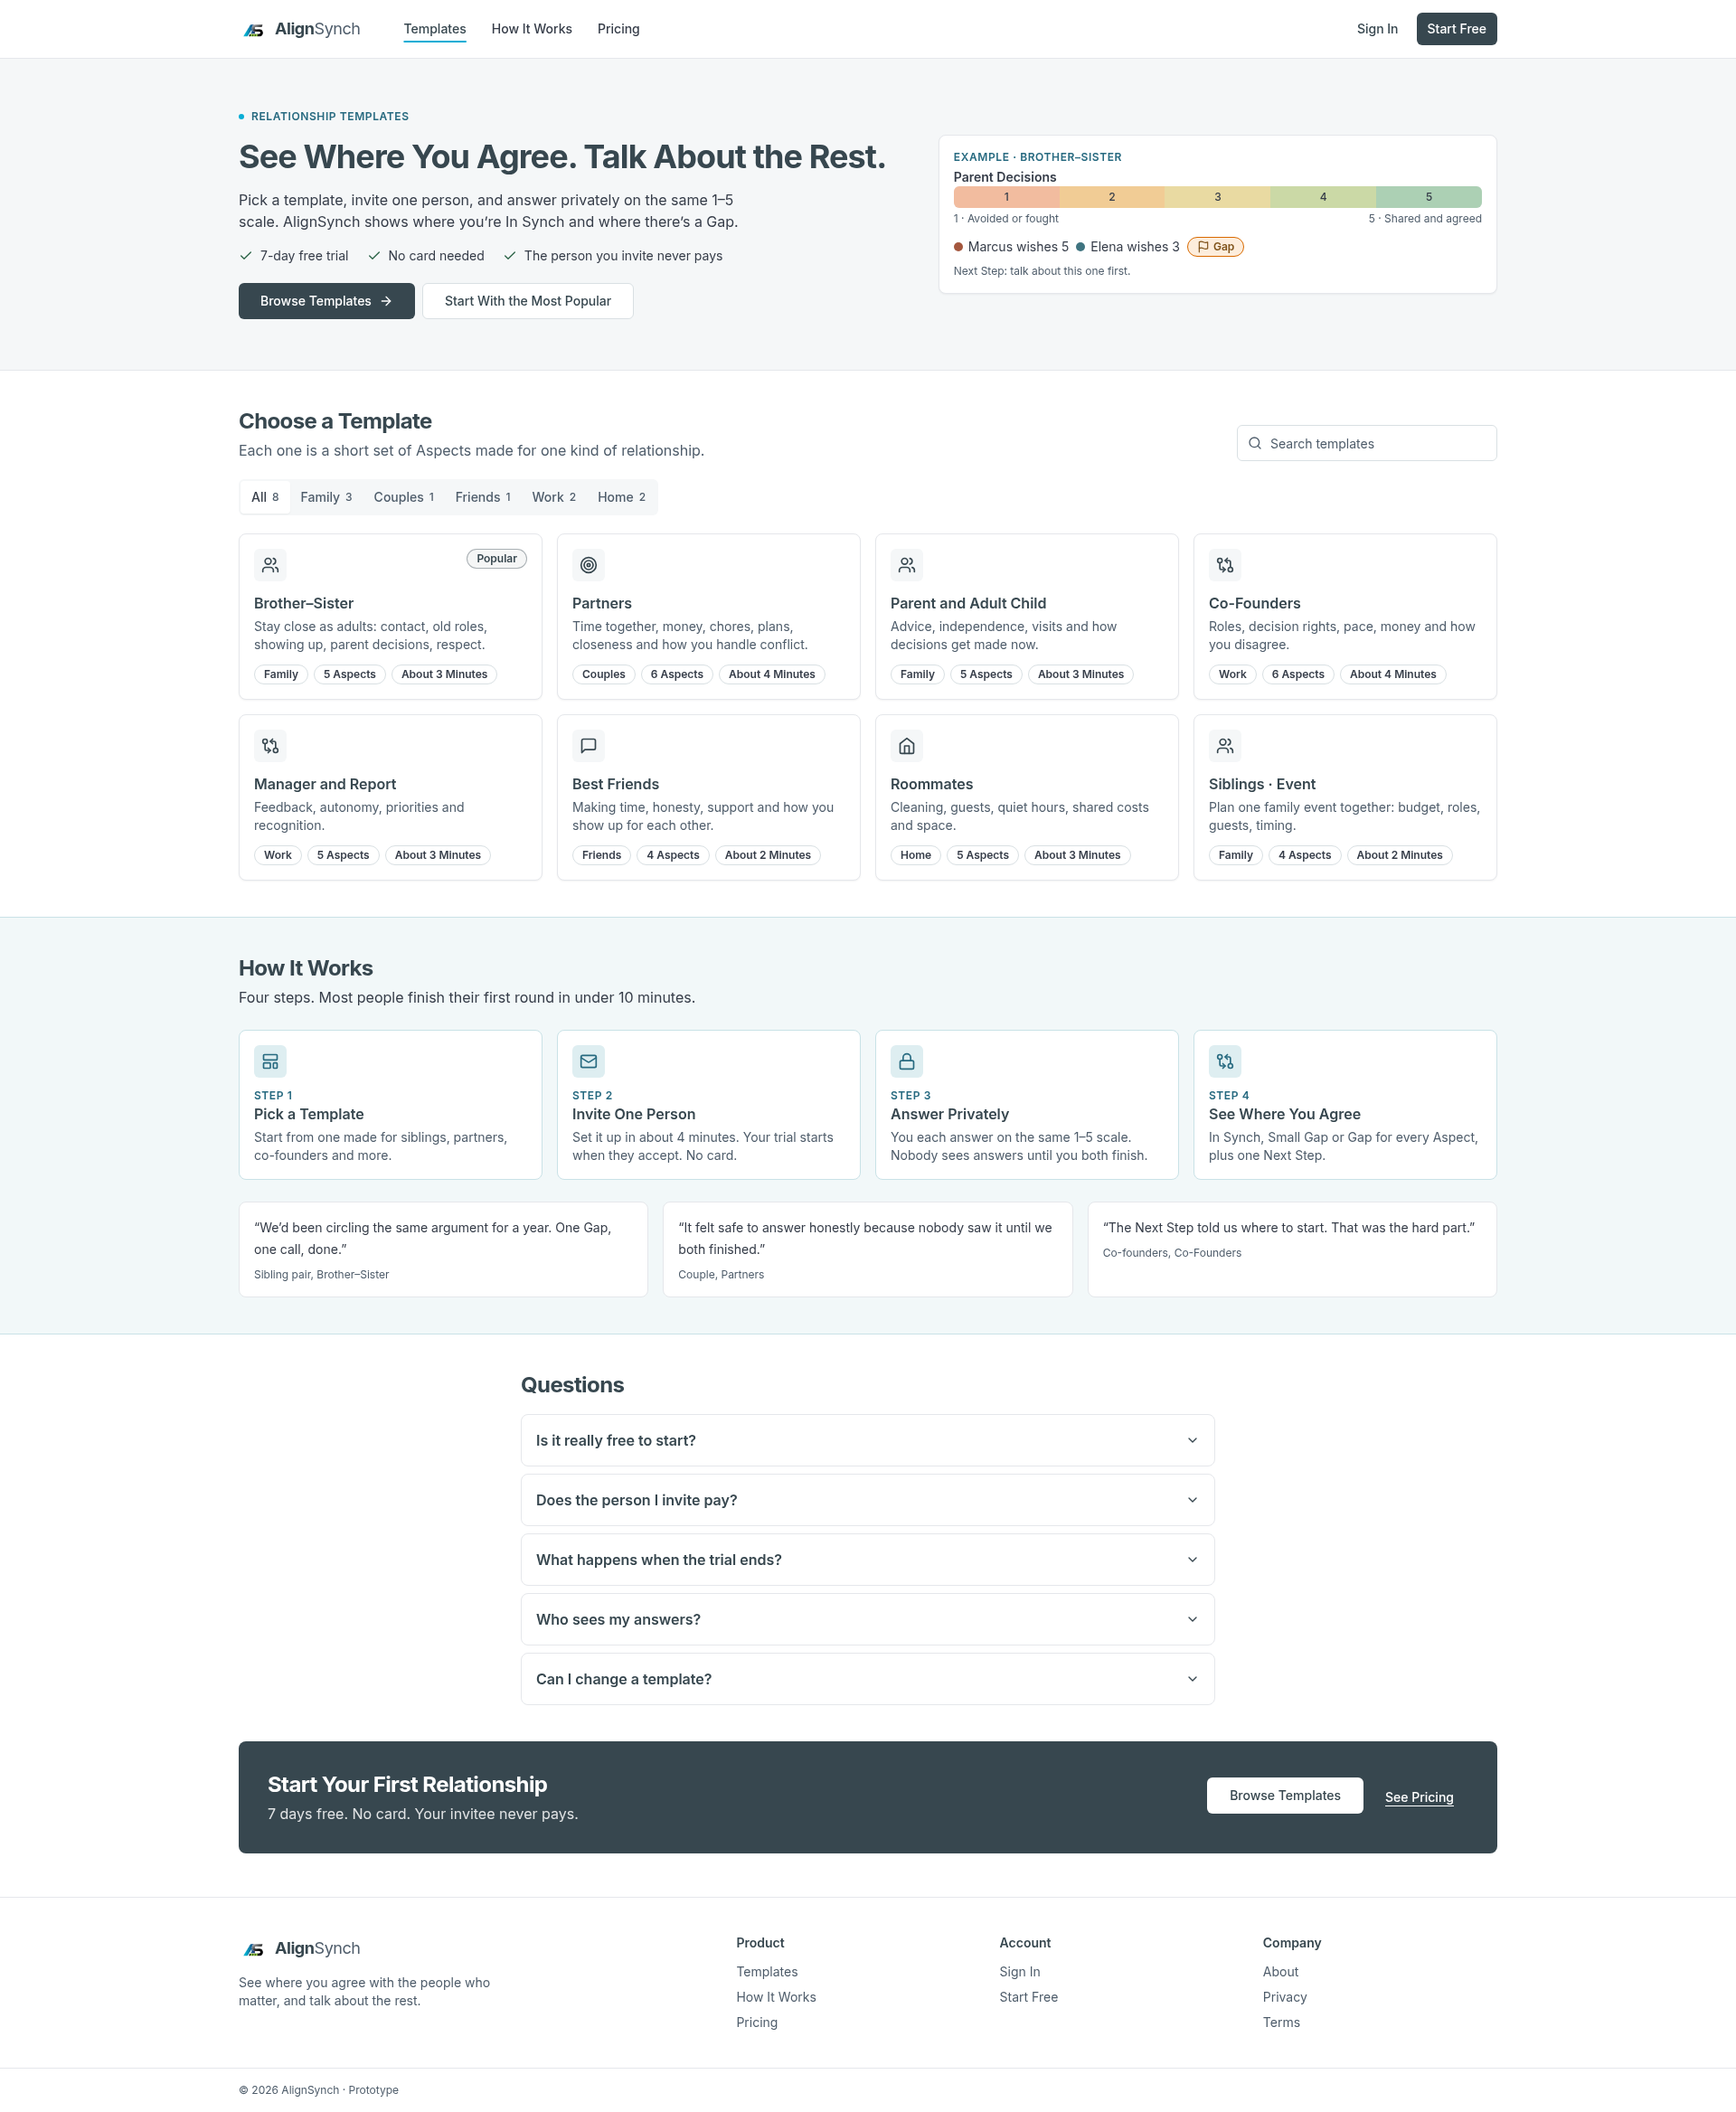 AlignSynch
Templates
How It Works
Pricing
Sign In
Start Free
RELATIONSHIP TEMPLATES
See Where You Agree. Talk About the Rest.
Pick a template, invite one person, and answer privately on the same 1–5
scale. AlignSynch shows where you’re In Synch and where there’s a Gap.
7-day free trial
No card needed
The person you invite never pays
Browse Templates
Start With the Most Popular
EXAMPLE · BROTHER–SISTER
Parent Decisions
1 2 3 4 5
1 · Avoided or fought
5 · Shared and agreed
Marcus wishes 5
Elena wishes 3
Gap
Next Step: talk about this one first.
Choose a Template
Each one is a short set of Aspects made for one kind of relationship.
Search templates
All 8
Family 3
Couples 1
Friends 1
Work 2
Home 2
Popular
Brother–Sister
Stay close as adults: contact, old roles,
showing up, parent decisions, respect.
Family
5 Aspects
About 3 Minutes
Partners
Time together, money, chores, plans,
closeness and how you handle conflict.
Couples
6 Aspects
About 4 Minutes
Parent and Adult Child
Advice, independence, visits and how
decisions get made now.
Family
5 Aspects
About 3 Minutes
Co-Founders
Roles, decision rights, pace, money and how
you disagree.
Work
6 Aspects
About 4 Minutes
Manager and Report
Feedback, autonomy, priorities and
recognition.
Work
5 Aspects
About 3 Minutes
Best Friends
Making time, honesty, support and how you
show up for each other.
Friends
4 Aspects
About 2 Minutes
Roommates
Cleaning, guests, quiet hours, shared costs
and space.
Home
5 Aspects
About 3 Minutes
Siblings · Event
Plan one family event together: budget, roles,
guests, timing.
Family
4 Aspects
About 2 Minutes
How It Works
Four steps. Most people finish their first round in under 10 minutes.
STEP 1
Pick a Template
Start from one made for siblings, partners,
co-founders and more.
STEP 2
Invite One Person
Set it up in about 4 minutes. Your trial starts
when they accept. No card.
STEP 3
Answer Privately
You each answer on the same 1–5 scale.
Nobody sees answers until you both finish.
STEP 4
See Where You Agree
In Synch, Small Gap or Gap for every Aspect,
plus one Next Step.
“We’d been circling the same argument for a year. One Gap,
one call, done.”
Sibling pair, Brother–Sister
“It felt safe to answer honestly because nobody saw it until we
both finished.”
Couple, Partners
“The Next Step told us where to start. That was the hard part.”
Co-founders, Co-Founders
Questions
Is it really free to start?
Does the person I invite pay?
What happens when the trial ends?
Who sees my answers?
Can I change a template?
Start Your First Relationship
7 days free. No card. Your invitee never pays.
Browse Templates
See Pricing
AlignSynch
See where you agree with the people who
matter, and talk about the rest.
Product
Templates
How It Works
Pricing
Account
Sign In
Start Free
Company
About
Privacy
Terms
© 2026 AlignSynch · Prototype